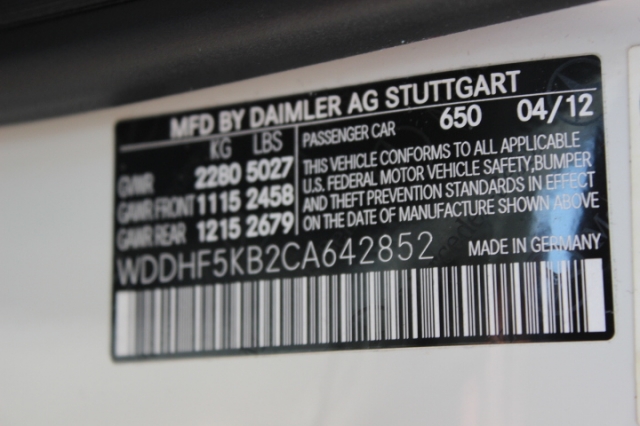 MFD BY DAIMLER AG STUTTGART
KG LBS
GVWR 2280 5027
GAWR FRONT 1115 2458
GAWR REAR 1215 2679
PASSENGER CAR 650 04/12
THIS VEHICLE CONFORMS TO ALL APPLICABLE
U.S. FEDERAL MOTOR VEHICLE SAFETY, BUMPER
AND THEFT PREVENTION STANDARDS IN EFFECT
ON THE DATE OF MANUFACTURE SHOWN ABOVE
WDDHF5KB2CA642852 MADE IN GERMANY